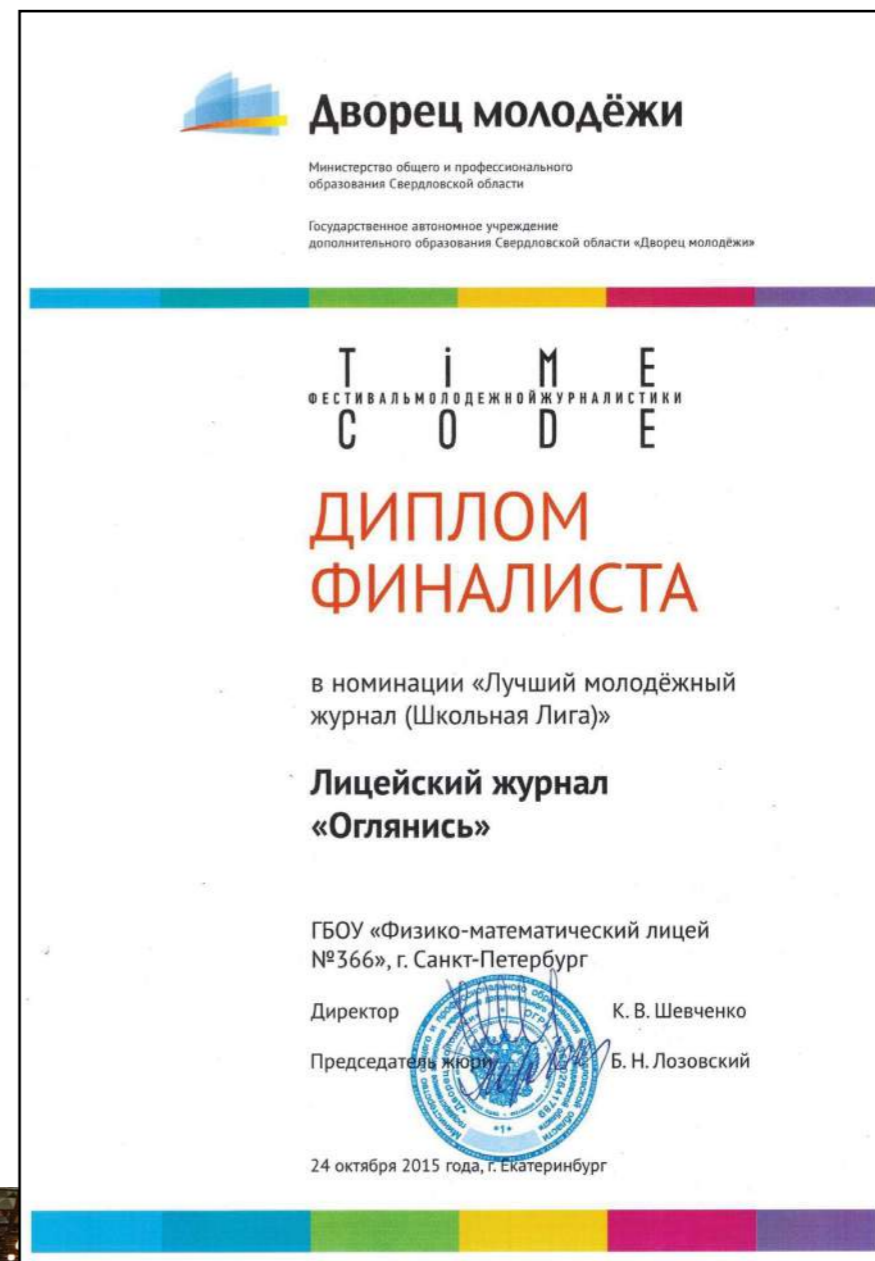 Дворец молодёжи
Министерство общего и профессионального
образования Свердловской области
Государственное автономное учреждение
дополнительного образования Свердловской области «Дворец молодёжи»
TiME
ФЕСТИВАЛЬМОЛОДЕЖНОЙЖУРНАЛИСТИКИ
CODE
ДИПЛОМ
ФИНАЛИСТА
в номинации «Лучший молодёжный
журнал (Школьная Лига)»
Лицейский журнал
«Оглянись»
ГБОУ «Физико-математический лицей
№366», г. Санкт-Петербург
Директор К. В. Шевченко
Председатель жюри Б. Н. Лозовский
24 октября 2015 года, г. Екатеринбург